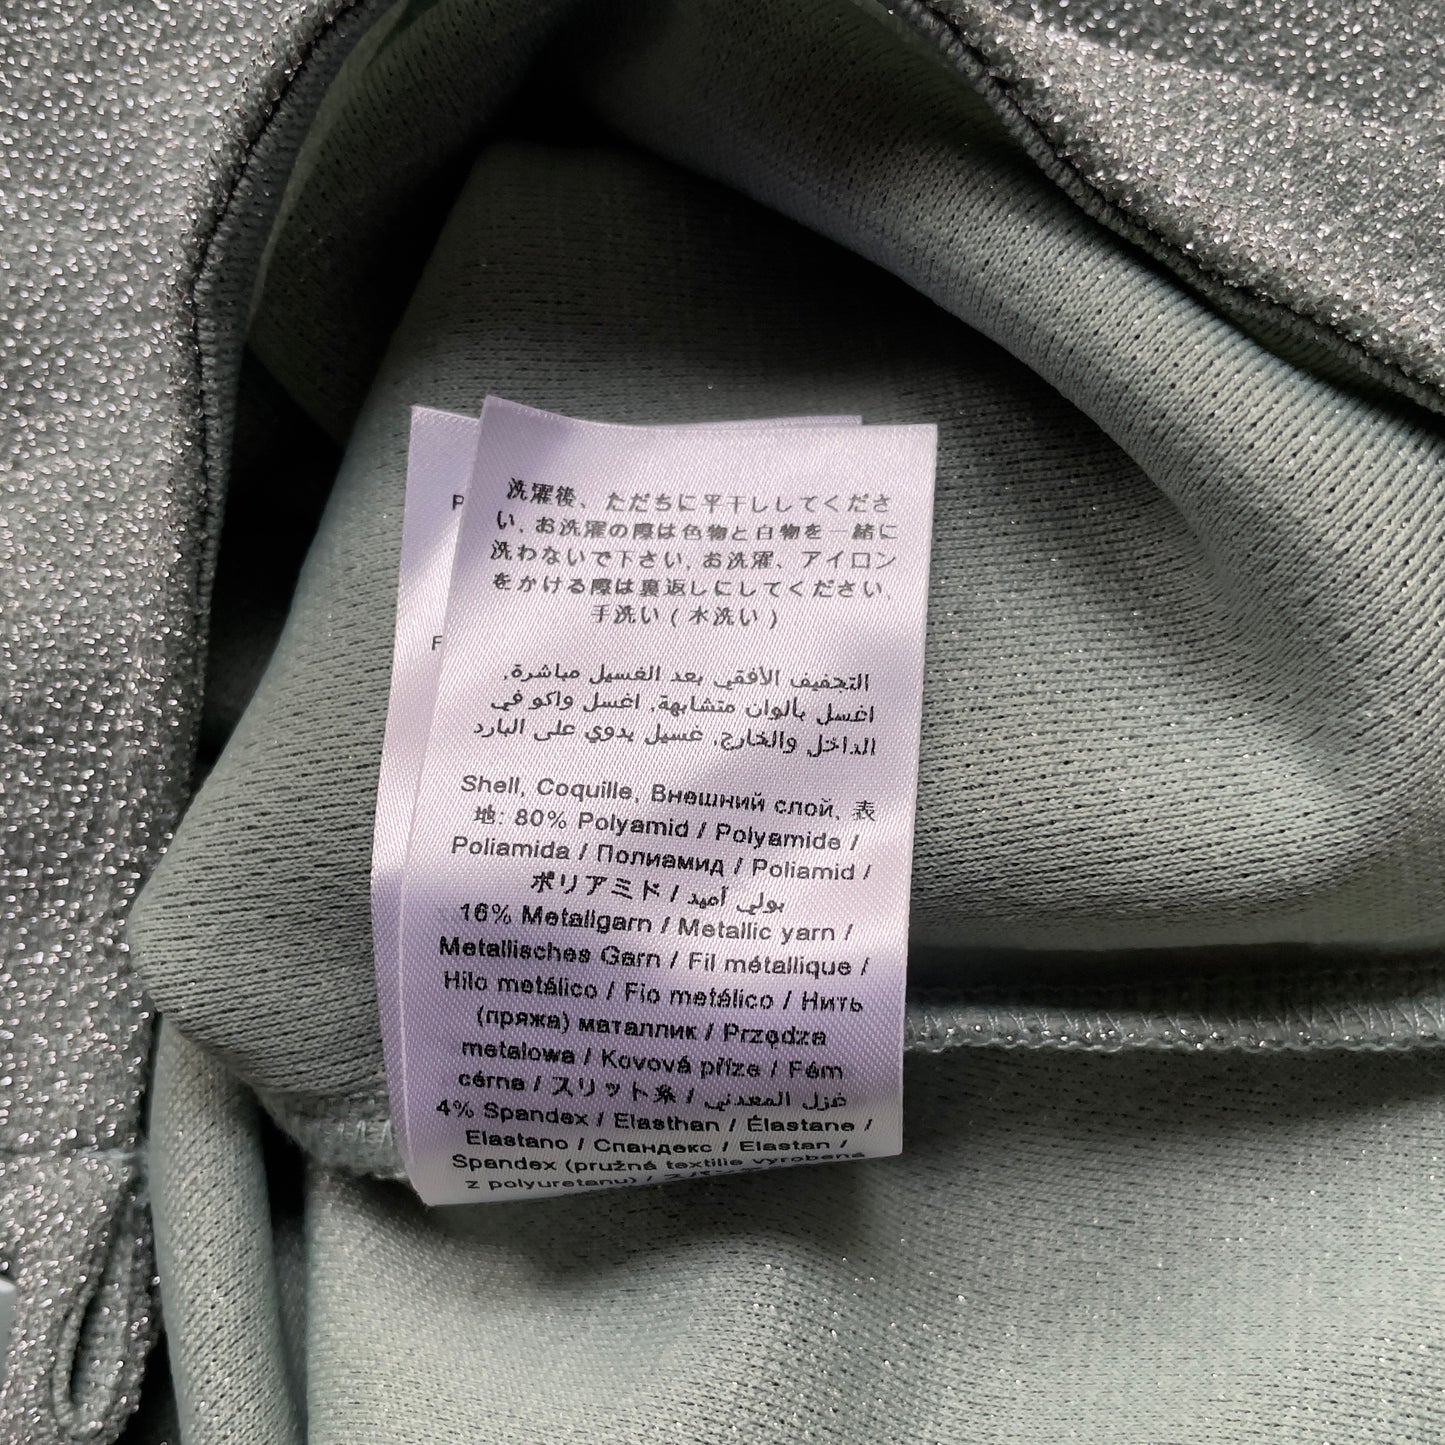 P
F
洗濯後、ただちに平干ししてくださ
い, お洗濯の際は色物と白物を一緒に
洗わないで下さい, お洗濯、アイロン
をかける際は裏返しにしてください,
手洗い ( 水洗い )
التجفيف الأفقي بعد الغسيل مباشرة,
اغسل بألوان متشابهة, اغسل واكو في
الداخل والخارج, غسيل يدوي على البارد
Shell, Coquille, Внешний слой, 表
地: 80% Polyamid / Polyamide /
Poliamida / Полиамид / Poliamid /
ポリアミド / بولي أميد
16% Metallgarn / Metallic yarn /
Metallisches Garn / Fil métallique /
Hilo metálico / Fio metálico / Нить
(пряжа) маталлик / Przędza
metalowa / Kovová příze / Fém
cérna / スリット糸 / غزل المعدني
4% Spandex / Elasthan / Élastane /
Elastano / Спандекс / Elastan /
Spandex (pružná textilie vyrobená
z polyuretanu) /